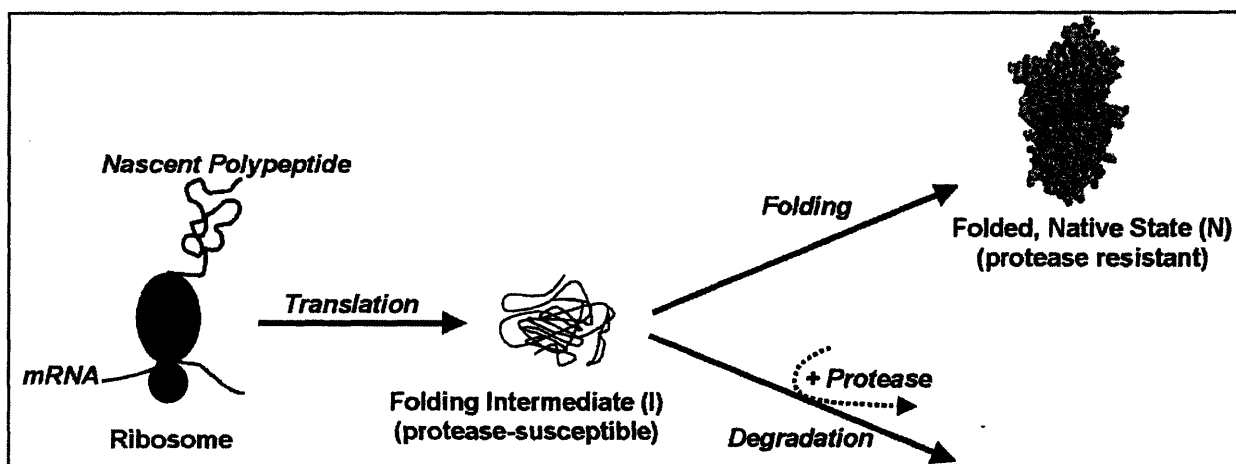 Nascent Polypeptide
mRNA
Ribosome
Translation
Folding Intermediate (I)
(protease-susceptible)
Folding
Folded, Native State (N)
(protease resistant)
+ Protease
Degradation